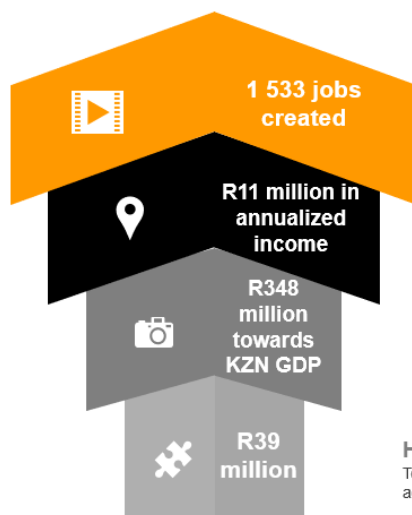 1 533 jobs
created
R11 million in
annualized
income
R348
million
towards
KZN GDP
R39
million